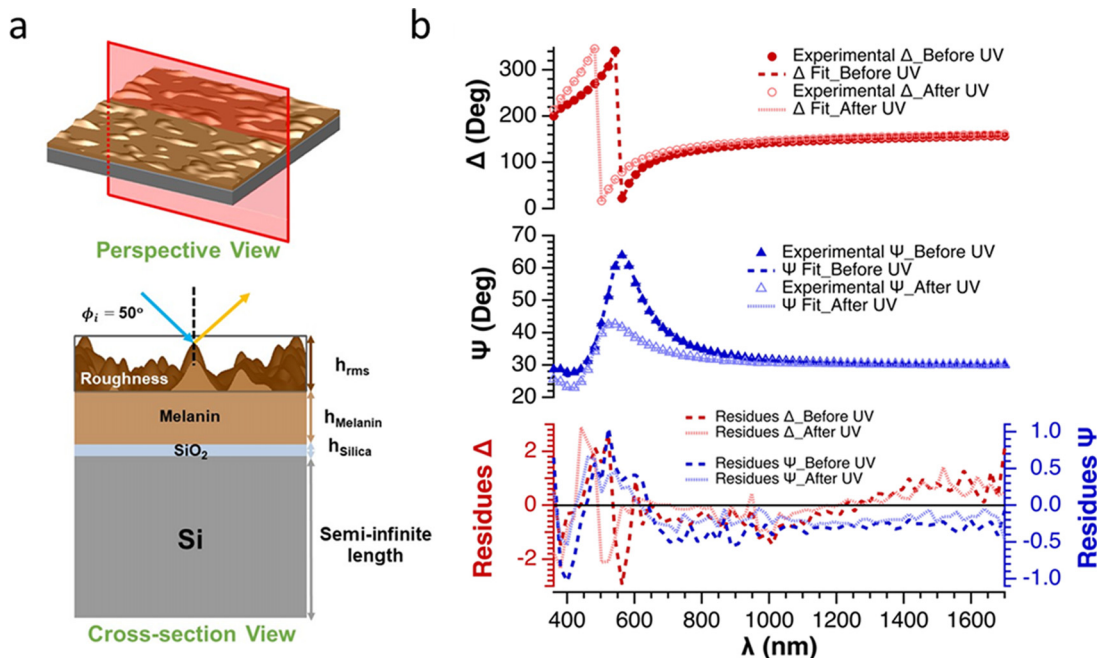 a
Perspective View
ϕi = 50°
Roughness
hrms
Melanin
hMelanin
SiO2
hSilica
Si
Semi-infinite
length
Cross-section View
b
Δ (Deg)
300
200
100
0
Experimental Δ_Before UV
Δ Fit_Before UV
Experimental Δ_After UV
Δ Fit_After UV
Ψ (Deg)
70
60
50
40
30
20
Experimental Ψ_Before UV
Ψ Fit_Before UV
Experimental Ψ_After UV
Ψ Fit_After UV
Residues Δ
2
0
-2
Residues Δ_Before UV
Residues Δ_After UV
Residues Ψ_Before UV
Residues Ψ_After UV
1.0
0.5
0.0
-0.5
-1.0
Residues Ψ
400 600 800 1000 1200 1400 1600
λ (nm)